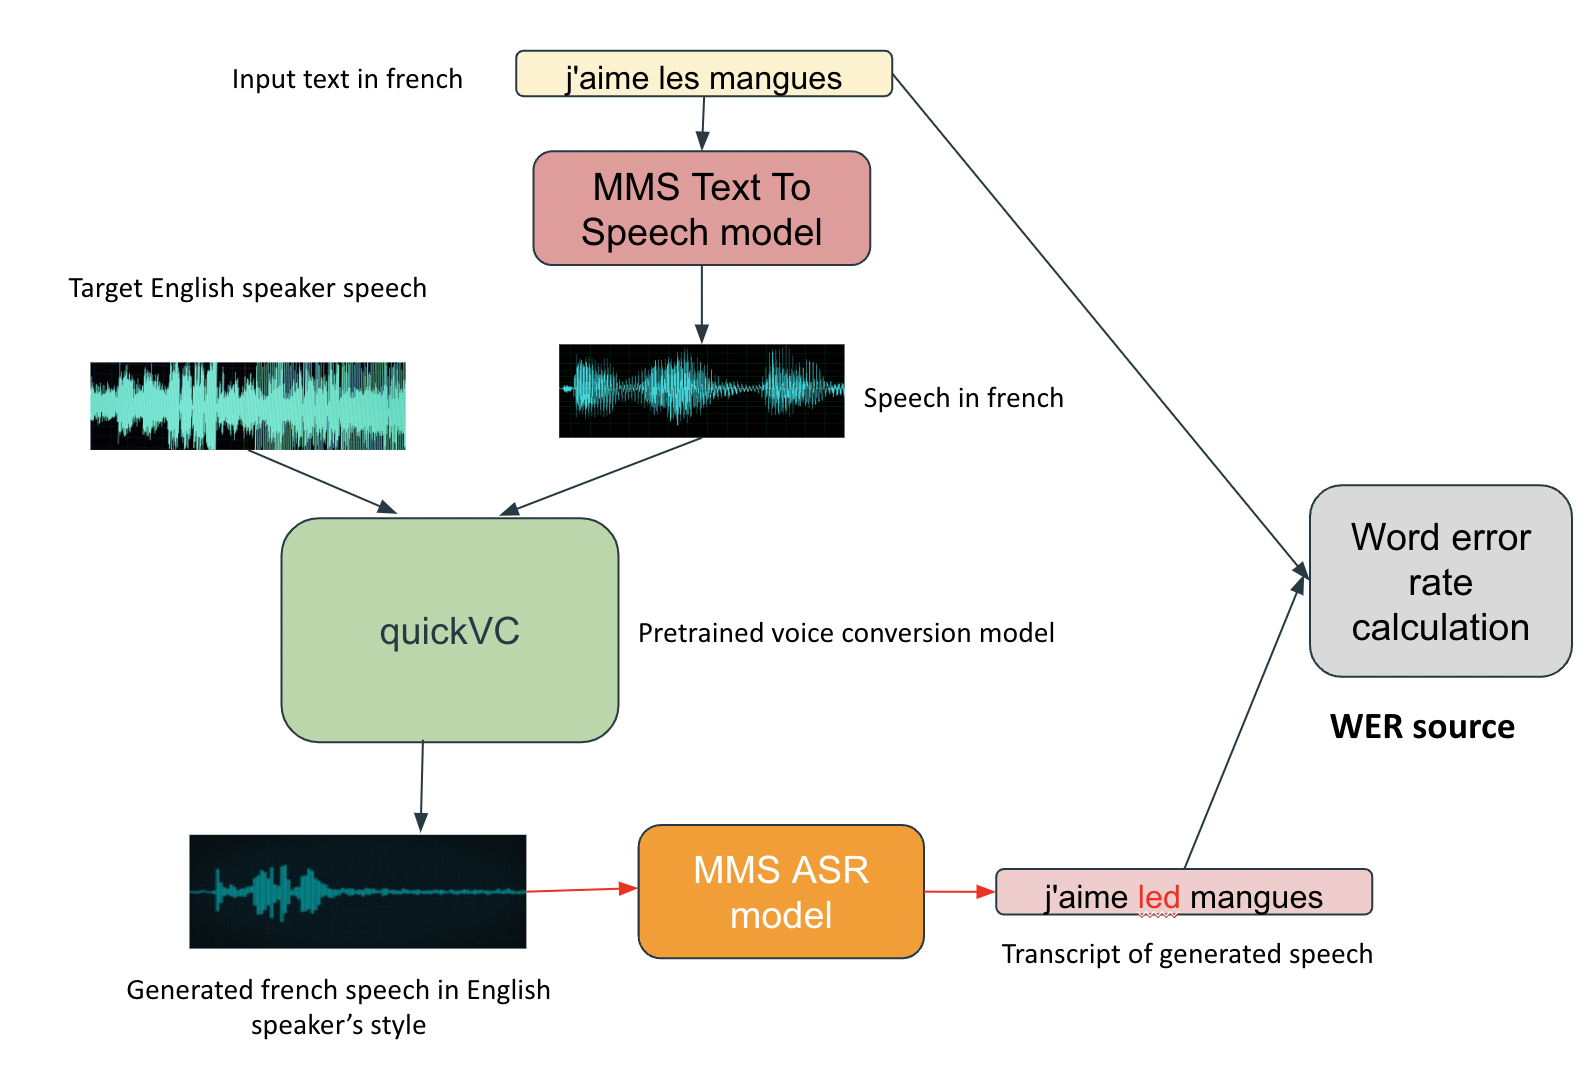 Input text in french
j'aime les mangues
MMS Text To
Speech model
Target English speaker speech
Speech in french
quickVC
Pretrained voice conversion model
Word error
rate
calculation
WER source
MMS ASR
model
j'aime led mangues
Transcript of generated speech
Generated french speech in English
speaker’s style